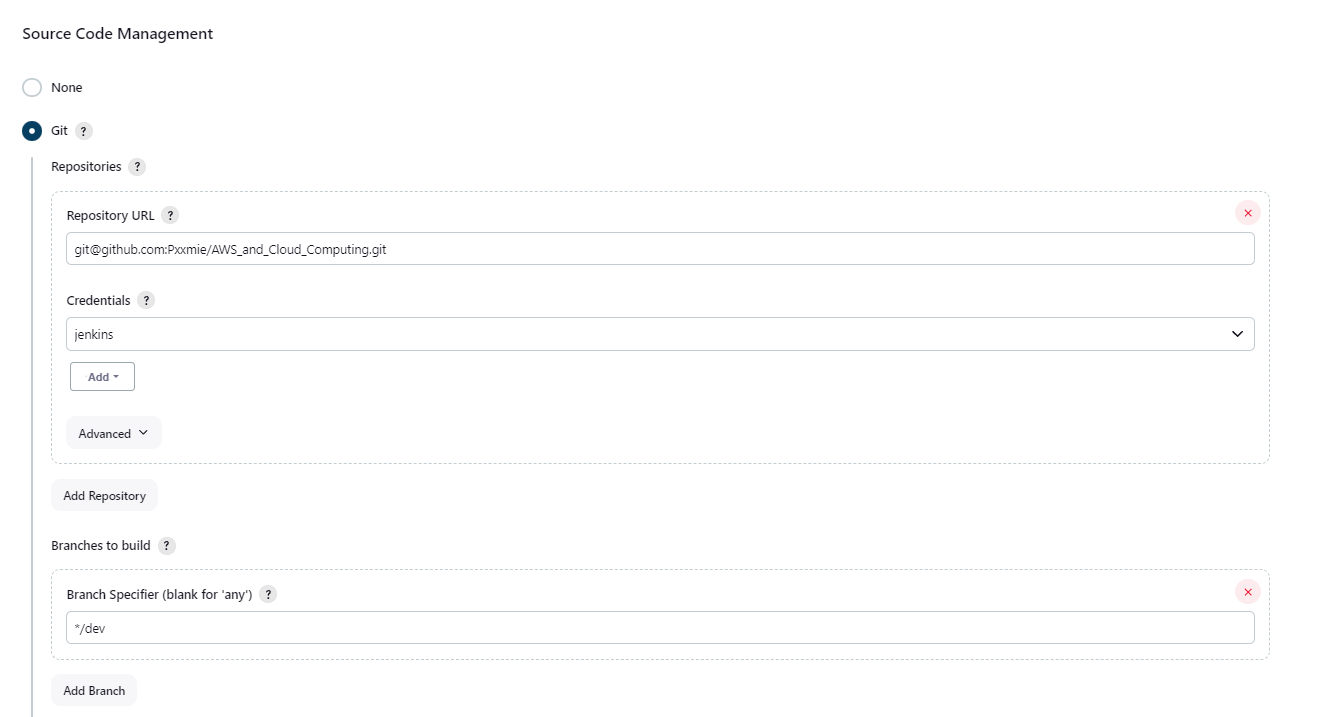 Source Code Management
None
Git ?
Repositories ?
Repository URL ?
git@github.com:Pxxmie/AWS_and_Cloud_Computing.git
Credentials ?
jenkins
Add
Advanced
Add Repository
Branches to build ?
Branch Specifier (blank for 'any') ?
*/dev
Add Branch